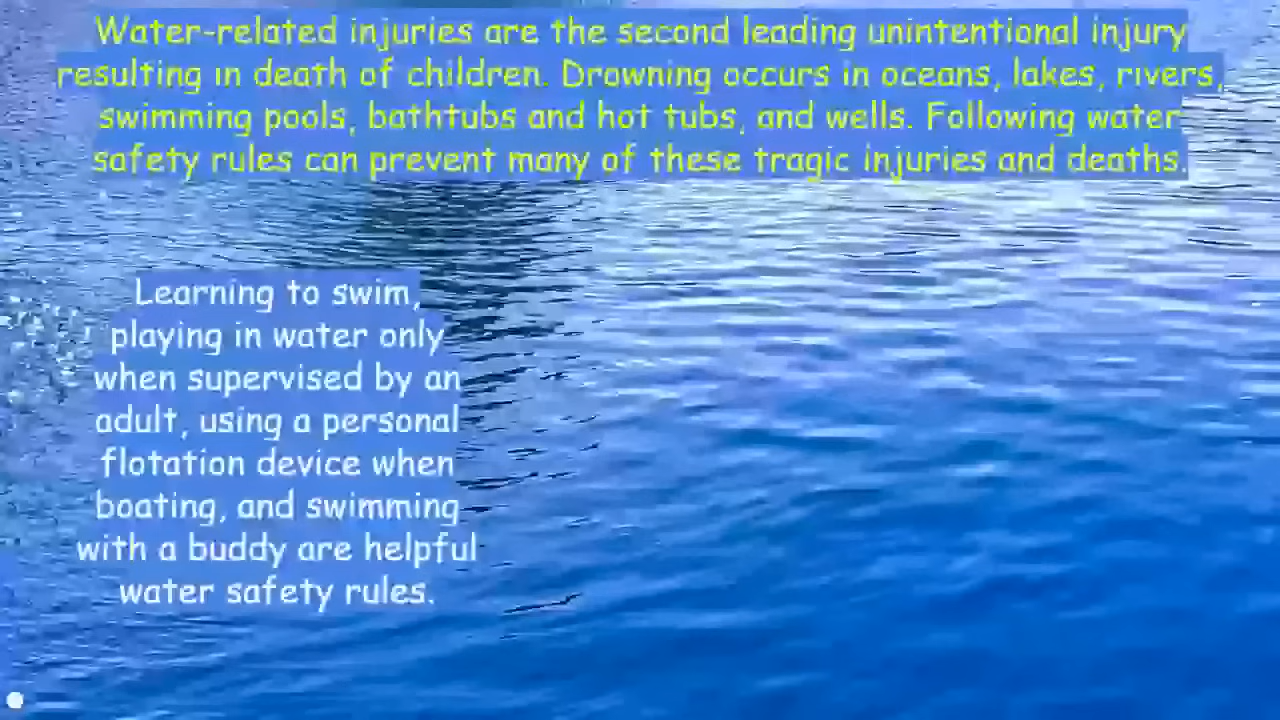 Water-related injuries are the second leading unintentional injury
resulting in death of children. Drowning occurs in oceans, lakes, rivers,
swimming pools, bathtubs and hot tubs, and wells. Following water
safety rules can prevent many of these tragic injuries and deaths.
Learning to swim,
playing in water only
when supervised by an
adult, using a personal
flotation device when
boating, and swimming
with a buddy are helpful
water safety rules.